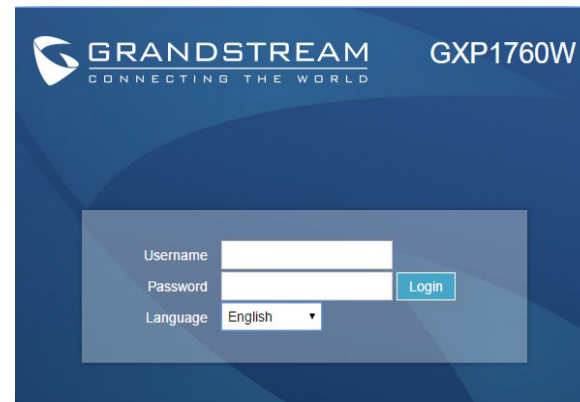 GRANDSTREAM GXP1760W
CONNECTING THE WORLD
Username
Password Login
Language English